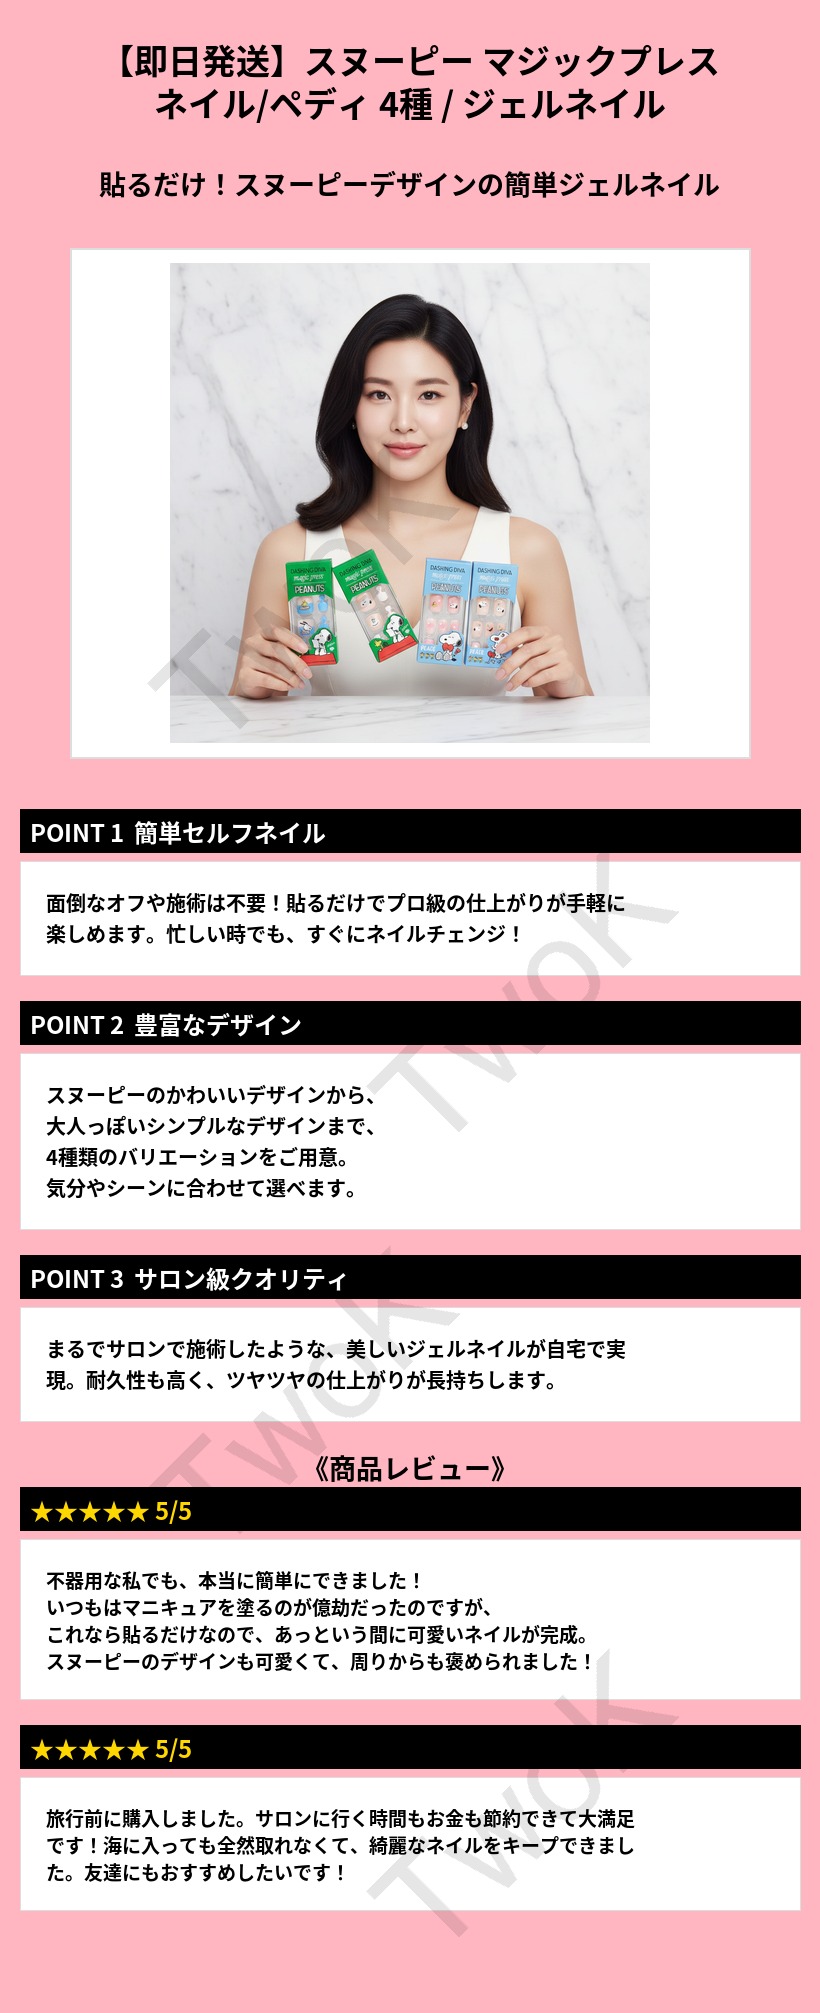 【即日発送】スヌーピー マジックプレス
ネイル/ペディ 4種 / ジェルネイル
貼るだけ！スヌーピーデザインの簡単ジェルネイル
DASHING DIVA
magic press
PEANUTS
DASHING DIVA
magic press
PEANUTS
DASHING DIVA
magic press
PEANUTS
DASHING DIVA
magic press
PEANUTS
TwoK
POINT 1 簡単セルフネイル
面倒なオフや施術は不要！貼るだけでプロ級の仕上がりが手軽に
楽しめます。忙しい時でも、すぐにネイルチェンジ！
TwoK
POINT 2 豊富なデザイン
スヌーピーのかわいいデザインから、
大人っぽいシンプルなデザインまで、
4種類のバリエーションをご用意。
気分やシーンに合わせて選べます。
POINT 3 サロン級クオリティ
まるでサロンで施術したような、美しいジェルネイルが自宅で実
現。耐久性も高く、ツヤツヤの仕上がりが長持ちします。
TwoK
《商品レビュー》
★★★★★ 5/5
不器用な私でも、本当に簡単にできました！
いつもはマニキュアを塗るのが億劫だったのですが、
これなら貼るだけなので、あっという間に可愛いネイルが完成。
スヌーピーのデザインも可愛くて、周りからも褒められました！
★★★★★ 5/5
旅行前に購入しました。サロンに行く時間もお金も節約できて大満足
です！海に入っても全然取れなくて、綺麗なネイルをキープできまし
た。友達にもおすすめしたいです！
TwoK